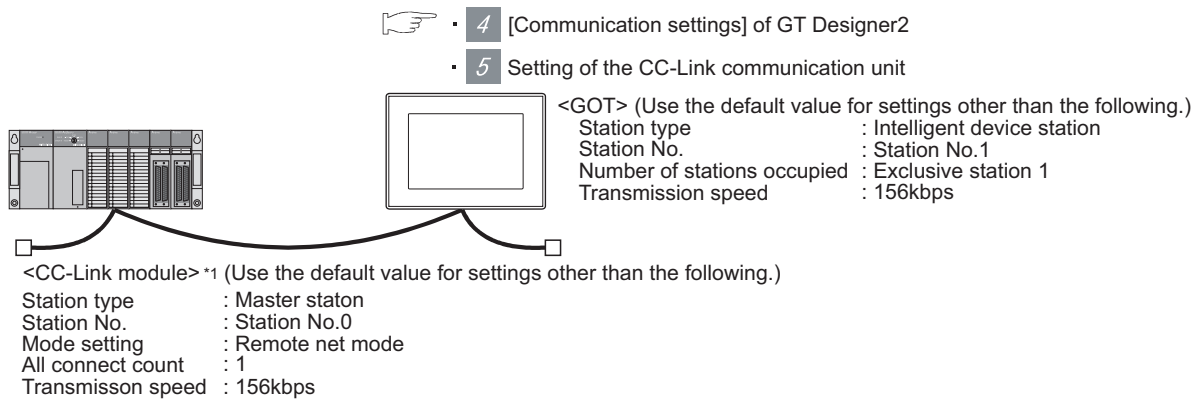 · 4 [Communication settings] of GT Designer2
· 5 Setting of the CC-Link communication unit
<GOT> (Use the default value for settings other than the following.)
Station type : Intelligent device station
Station No. : Station No.1
Number of stations occupied : Exclusive station 1
Transmission speed : 156kbps
<CC-Link module> *1 (Use the default value for settings other than the following.)
Station type : Master staton
Station No. : Station No.0
Mode setting : Remote net mode
All connect count : 1
Transmisson speed : 156kbps